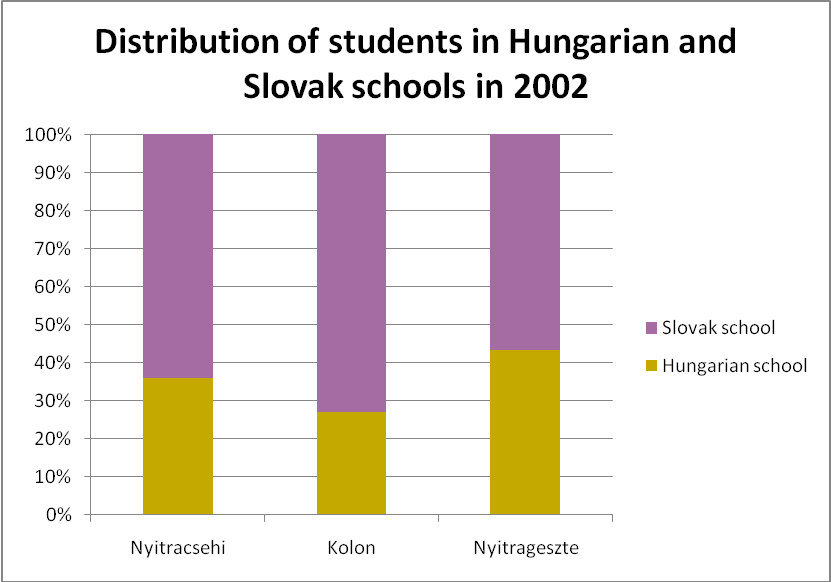 Distribution of students in Hungarian and
Slovak schools in 2002
100%
90%
80%
70%
60%
50%
40%
30%
20%
10%
0%
Nyitracsehi
Kolon
Nyitrageszte
Slovak school
Hungarian school